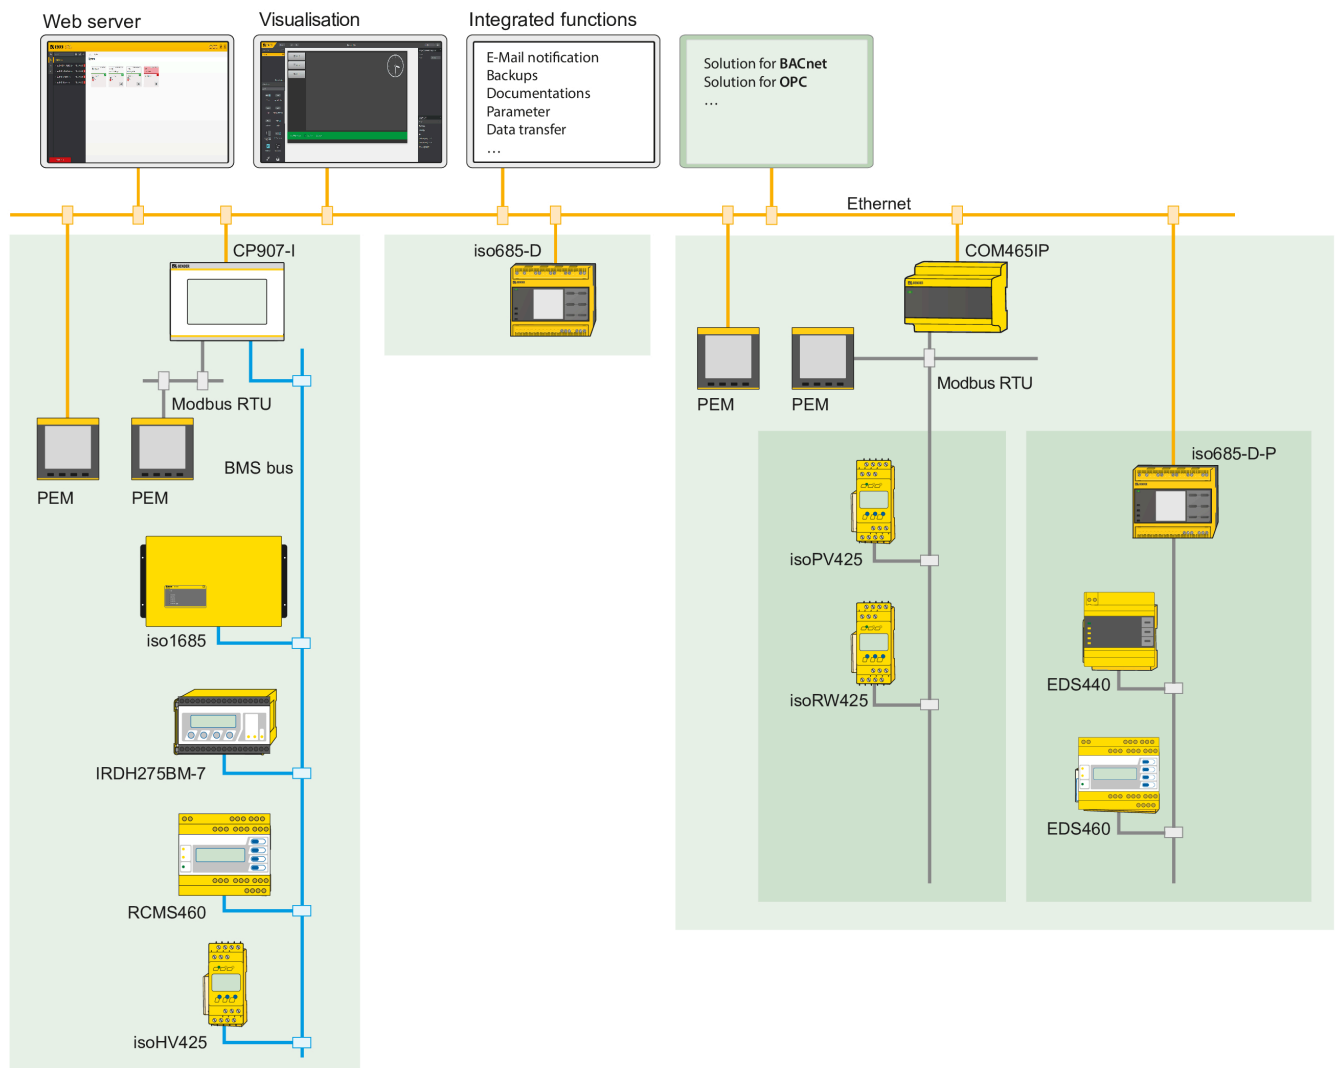 Web server
Visualisation
Integrated functions
E-Mail notification
Backups
Documentations
Parameter
Data transfer
...
Solution for BACnet
Solution for OPC
...
Ethernet
CP907-I
iso685-D
COM465IP
Modbus RTU
BMS bus
PEM
PEM
PEM
PEM
Modbus RTU
iso685-D-P
iso1685
isoPV425
IRDH275BM-7
isoRW425
EDS440
RCMS460
EDS460
isoHV425